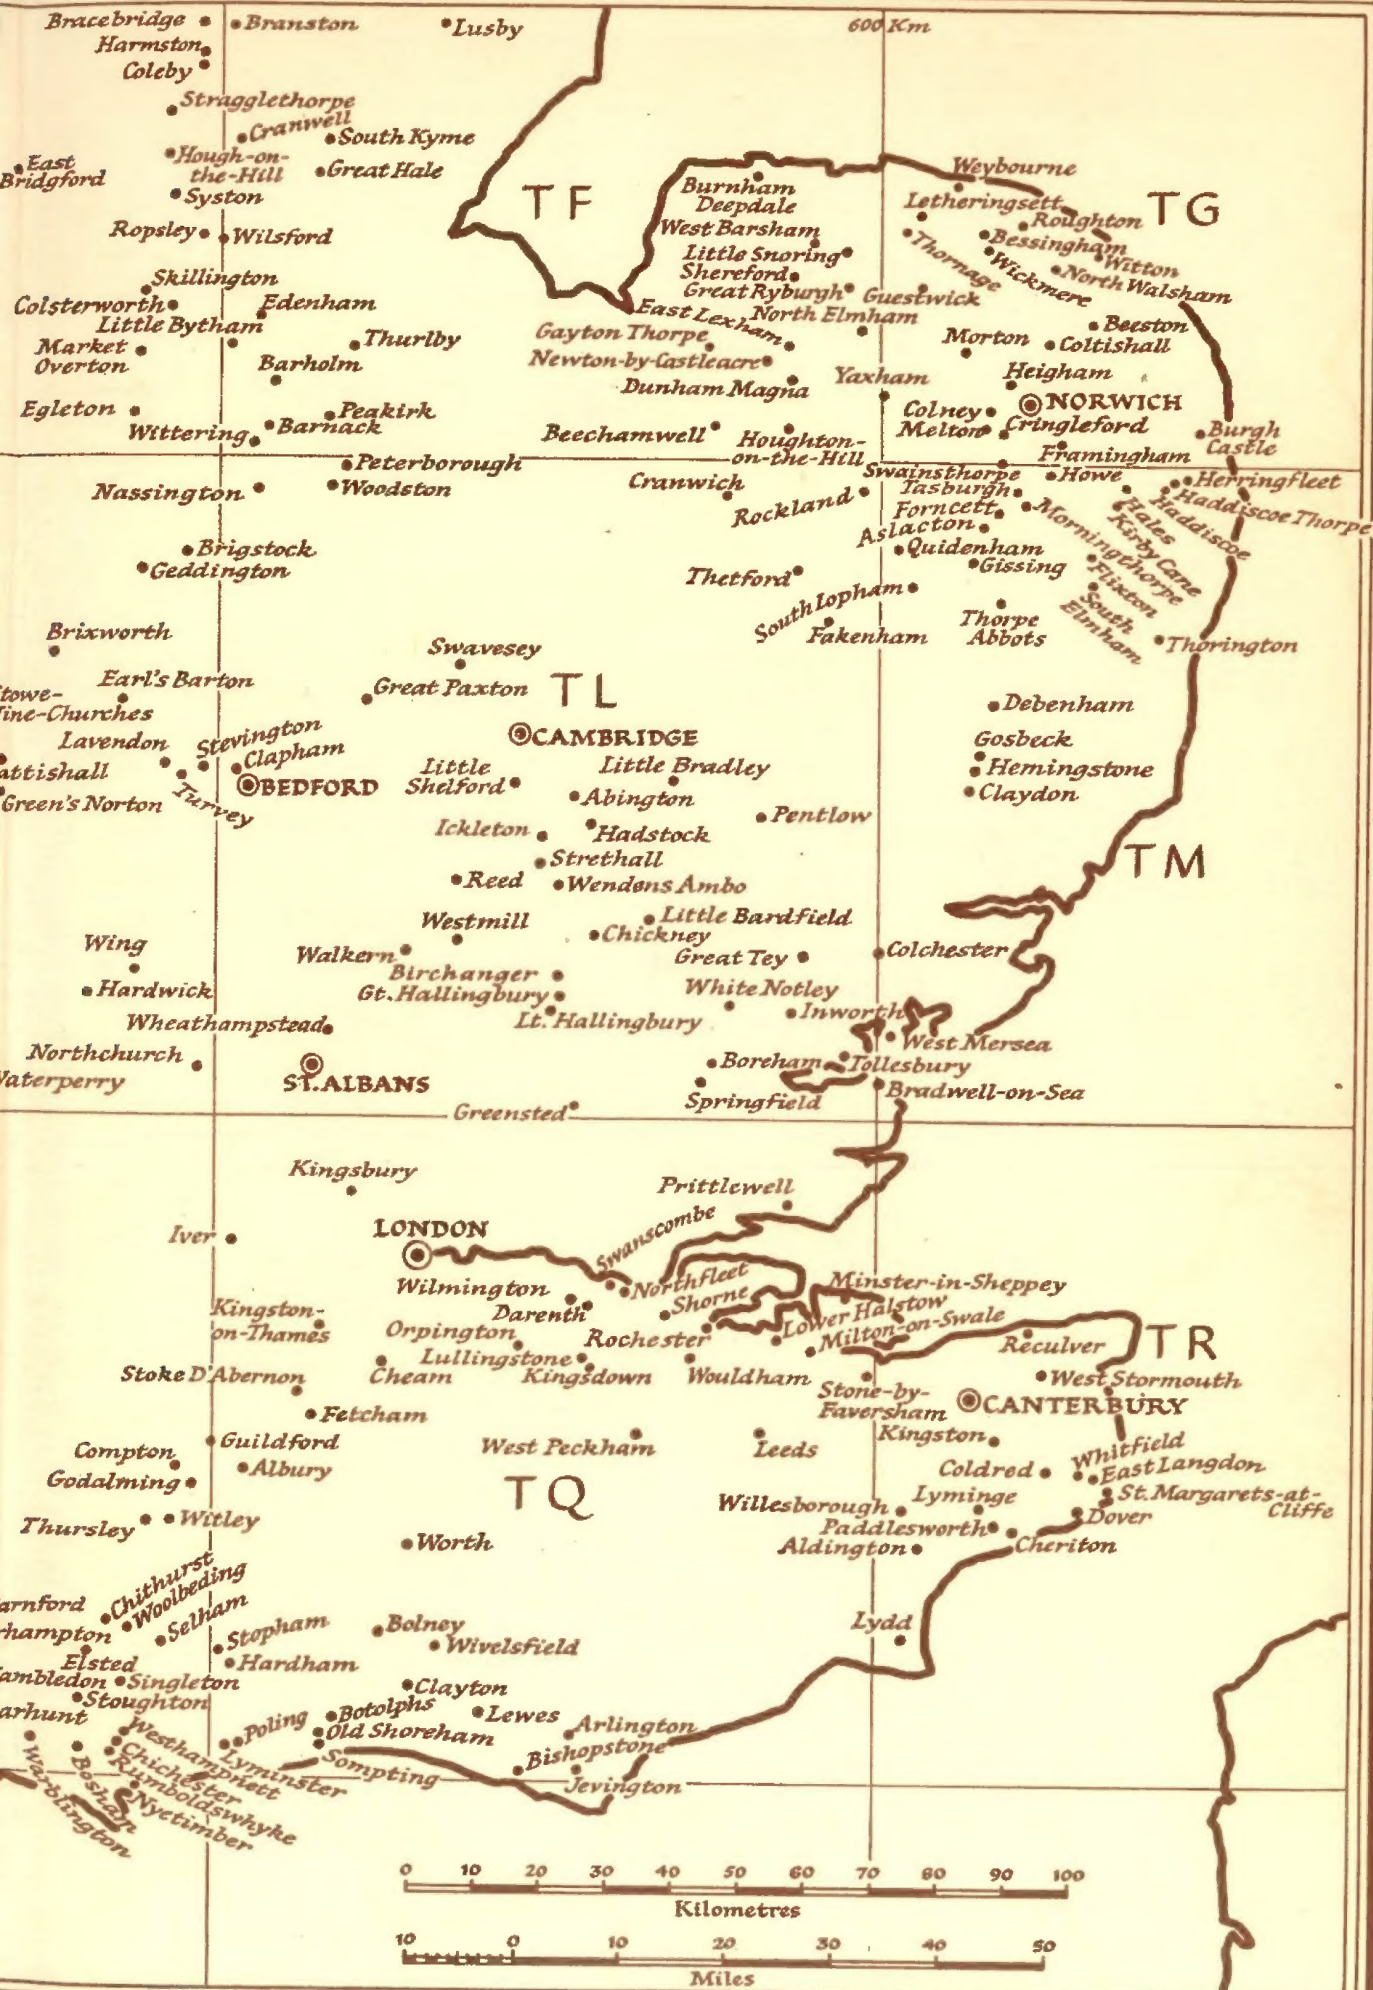 Bracebridge
Branston
Lusby
600 Km
Harmston
Coleby
Stragglethorpe
Cranwell
South Kyme
East
Bridgford
Hough-on-
the-Hill
Great Hale
Syston
Ropsley
Wilsford
TF
Weybourne
Burnham
Deepdale
Letheringsett
TG
Roughton
West Barsham
Bessingham
Little Snoring
Thornage
Wickmere
Witton
Shereford
North Walsham
Great Ryburgh
Guestwick
Skillington
Colsterworth
Edenham
East Lexham
North Elmham
Little Bytham
Gayton Thorpe
Beeston
Market
Overton
Thurlby
Morton
Coltishall
Newton-by-Castleacre
Barholm
Dunham Magna
Yaxham
Heigham
NORWICH
Egleton
Peakirk
Colney
Wittering
Barnack
Beechamwell
Houghton-
on-the-Hill
Melton
Cringleford
Burgh
Castle
Framingham
Peterborough
Swainsthorpe
Howe
Herringfleet
Nassington
Woodston
Cranwich
Rockland
Tasburgh
Haddiscoe Thorpe
Haddiscoe
Forncett
Hales
Aslacton
Morningthorpe
Kirby Cane
Brigstock
Quidenham
Geddington
Gissing
Flixton
Thetford
South Lopham
South
Elmham
Thorpe
Abbots
Brixworth
Fakenham
Thorington
Swavesey
Earl's Barton
Great Paxton
TL
towe-
ine-Churches
Debenham
Lavendon
Stevington
CAMBRIDGE
Gosbeck
Clapham
attishall
BEDFORD
Little
Shelford
Little Bradley
Hemingstone
Green's Norton
Turvey
Abington
Claydon
Ickleton
Hadstock
Pentlow
Strethall
TM
Reed
Wendens Ambo
Westmill
Little Bardfield
Chickney
Wing
Walkern
Great Tey
Colchester
Birchanger
Hardwick
Gt. Hallingbury
White Notley
Wheathampstead
Lt. Hallingbury
Inworth
West Mersea
Northchurch
Boreham
Tollesbury
Waterperry
ST. ALBANS
Springfield
Bradwell-on-Sea
Greensted
Kingsbury
Prittlewell
Iver
LONDON
Swanscombe
Wilmington
Northfleet
Minster-in-Sheppey
Kingston-
on-Thames
Darenth
Shorne
Lower Halstow
Orpington
Rochester
Milton-on-Swale
Reculver
TR
Lullingstone
Stoke D'Abernon
Cheam
Kingsdown
Wouldham
West Stormouth
Stone-by-
Faversham
CANTERBURY
Fetcham
Guildford
West Peckham
Leeds
Kingston
Compton
Albury
Whitfield
Godalming
Coldred
East Langdon
TQ
Willesborough
Lyminge
St. Margarets-at-
Cliffe
Thursley
Witley
Paddlesworth
Dover
Worth
Aldington
Cheriton
Chithurst
Woolbeding
arnford
Selham
rhampton
Stopham
Bolney
Lydd
Wivelsfield
Elsted
Hardham
ambledon
Singleton
Clayton
Stoughton
Botolphs
Lewes
arhunt
Poling
Old Shoreham
Arlington
Westhampnett
Lyminster
Sompting
Bishopstone
Warblington
Bosham
Chichester
Rumboldswhyke
Jevington
Nyetimber
0 10 20 30 40 50 60 70 80 90 100
Kilometres
10 0 10 20 30 40 50
Miles